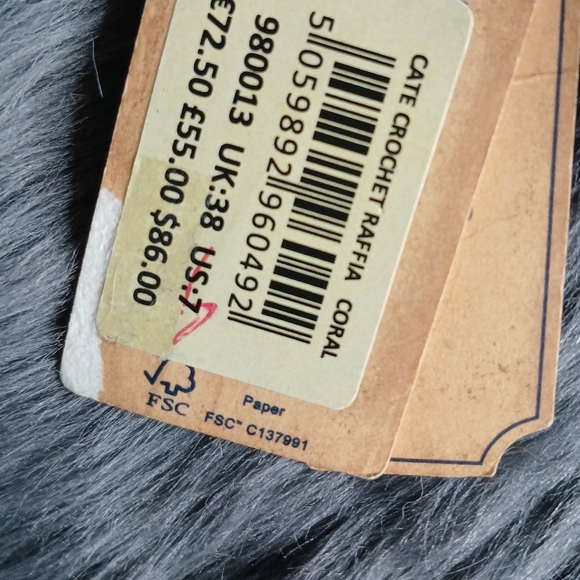 CATE CROCHET RAFFIA CORAL
5 059892 960492
980013 UK:38 US:7
£72.50 £55.00 $86.00
FSC
Paper
FSC™ C137991